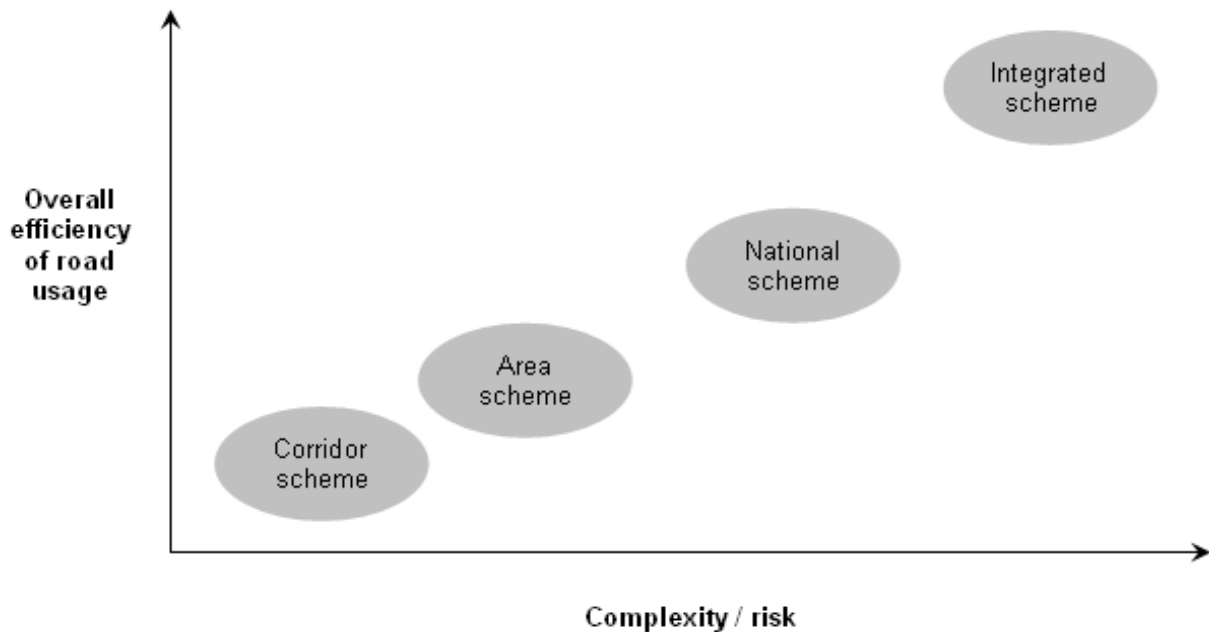 Integrated
scheme
Overall
efficiency
of road
usage
National
scheme
Area
scheme
Corridor
scheme
Complexity / risk